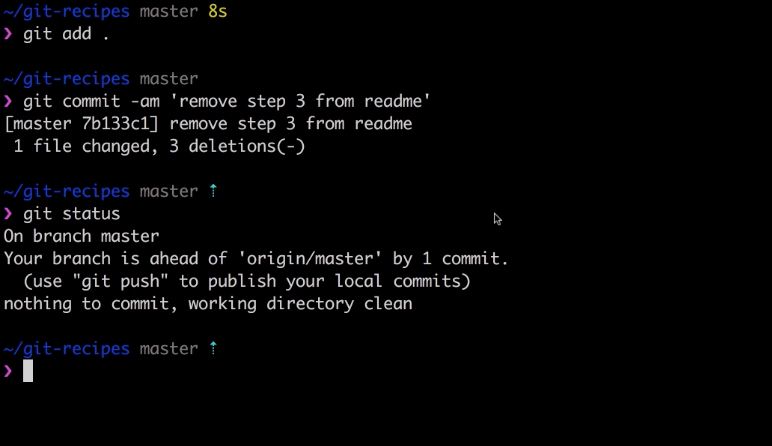 ~/git-recipes master 8s
❯ git add .
~/git-recipes master
❯ git commit -am 'remove step 3 from readme'
[master 7b133c1] remove step 3 from readme
 1 file changed, 3 deletions(-)
~/git-recipes master ⇡
❯ git status
On branch master
Your branch is ahead of 'origin/master' by 1 commit.
  (use "git push" to publish your local commits)
nothing to commit, working directory clean
~/git-recipes master ⇡
❯